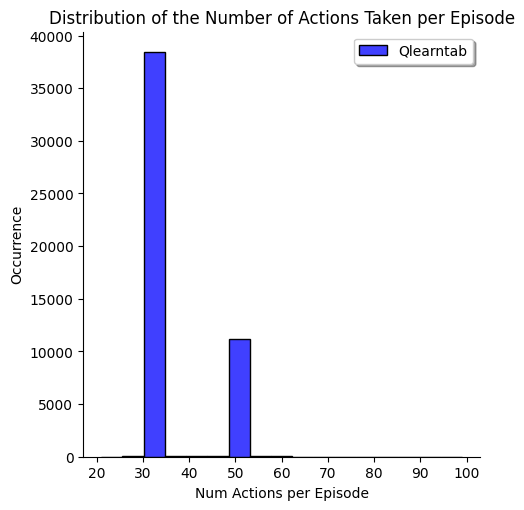 Distribution of the Number of Actions Taken per Episode
Qlearntab
Occurrence
40000
35000
30000
25000
20000
15000
10000
5000
0
20 30 40 50 60 70 80 90 100
Num Actions per Episode